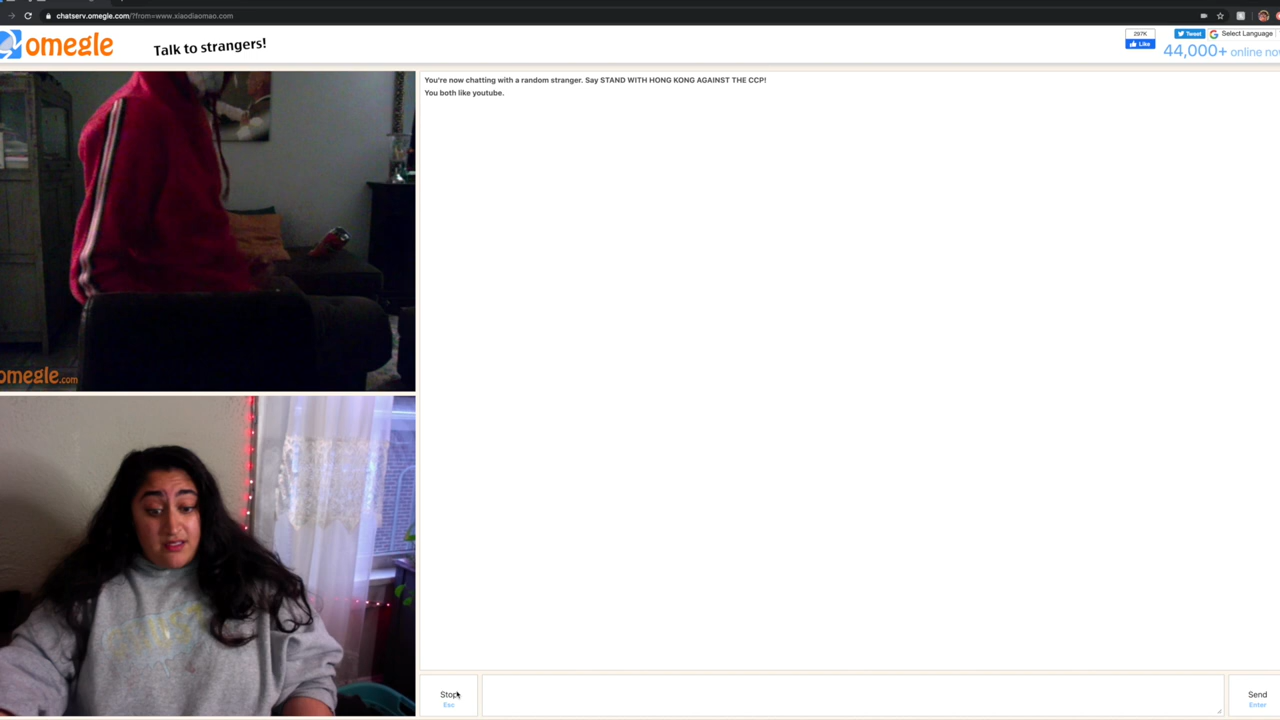 chatserv.omegle.com/?from=www.xiaodiaomao.com
omegle
Talk to strangers!
297K
Like
Tweet
Select Language
44,000+ online now
You're now chatting with a random stranger. Say STAND WITH HONG KONG AGAINST THE CCP!
You both like youtube.
omegle.com
Stop
Esc
Send
Enter